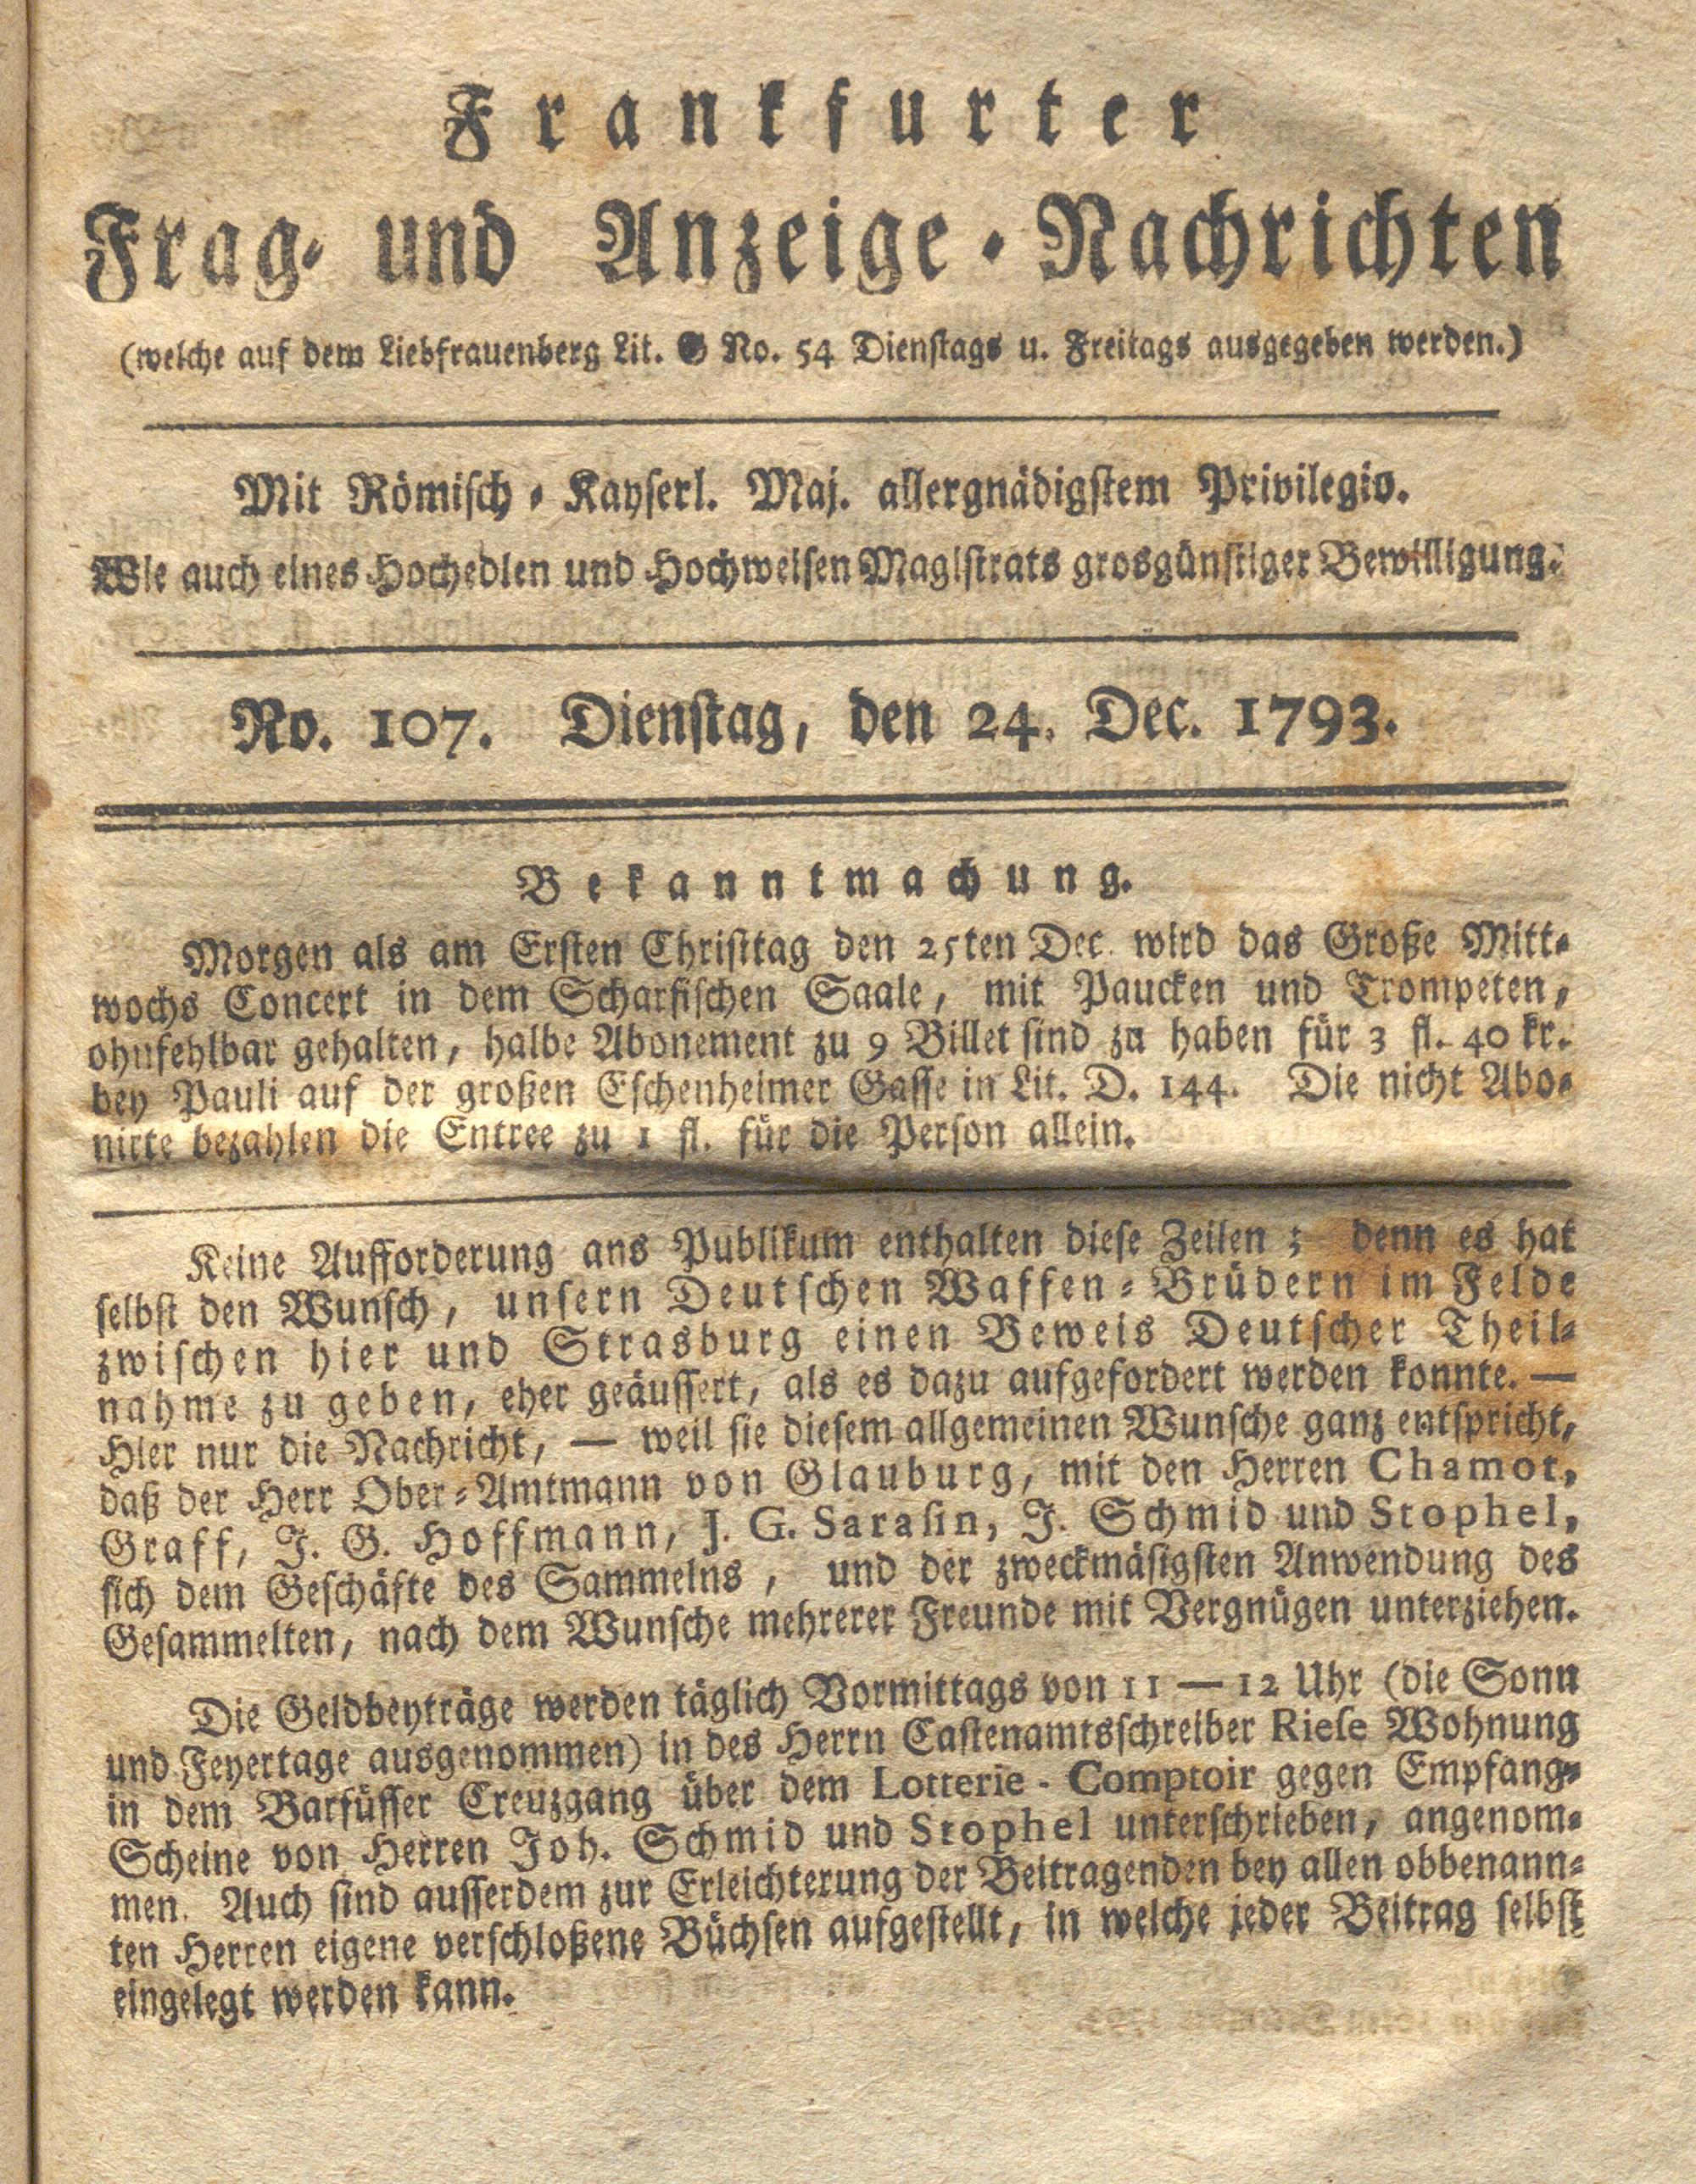 Frankfurter
Frag- und Anzeige-Nachrichten
(welche auf dem Liebfrauenberg Lit. G No. 54 Dienstags u. Freitags ausgegeben werden.)
Mit Römisch-Kayserl. Maj. allergnädigstem Privilegio.
Wie auch eines Hochedlen und Hochweisen Magistrats grosgünstiger Bewilligung.
No. 107. Dienstag, den 24. Dec. 1793.
Bekanntmachung.
Morgen als am Ersten Christtag den 25ten Dec. wird das Große Mitt-
wochs Concert in dem Scharfischen Saale, mit Paucken und Trompeten,
ohnfehlbar gehalten, halbe Abonement zu 9 Billet sind zu haben für 3 fl. 40 kr.
bey Pauli auf der großen Eschenheimer Gasse in Lit. D. 144. Die nicht Abo-
nirte bezahlen die Entree zu 1 fl. für die Person allein.
Keine Aufforderung ans Publikum enthalten diese Zeilen; denn es hat
selbst den Wunsch, unsern Deutschen Waffen-Brüdern im Felde
zwischen hier und Strasburg einen Beweis Deutscher Theil-
nahme zu geben, eher geäussert, als es dazu aufgefordert werden konnte. —
Hier nur die Nachricht, — weil sie diesem allgemeinen Wunsche ganz entspricht,
daß der Herr Ober-Amtmann von Glauburg, mit den Herren Chamot,
Graff, J. G. Hoffmann, J. G. Sarasin, J. Schmid und Stophel,
sich dem Geschäfte des Sammelns, und der zweckmäsigsten Anwendung des
Gesammelten, nach dem Wunsche mehrerer Freunde mit Vergnügen unterziehen.
Die Geldbeyträge werden täglich Vormittags von 11 — 12 Uhr (die Sonn
und Feyertage ausgenommen) in des Herrn Castenamtsschreiber Riese Wohnung
in dem Barfüsser Creuzgang über dem Lotterie-Comptoir gegen Empfang-
Scheine von Herren Joh. Schmid und Stophel unterschrieben, angenom-
men. Auch sind ausserdem zur Erleichterung der Beitragenden bey allen obbenann-
ten Herren eigene verschloßene Büchsen aufgestellt, in welche jeder Beitrag selbst
eingelegt werden kann.